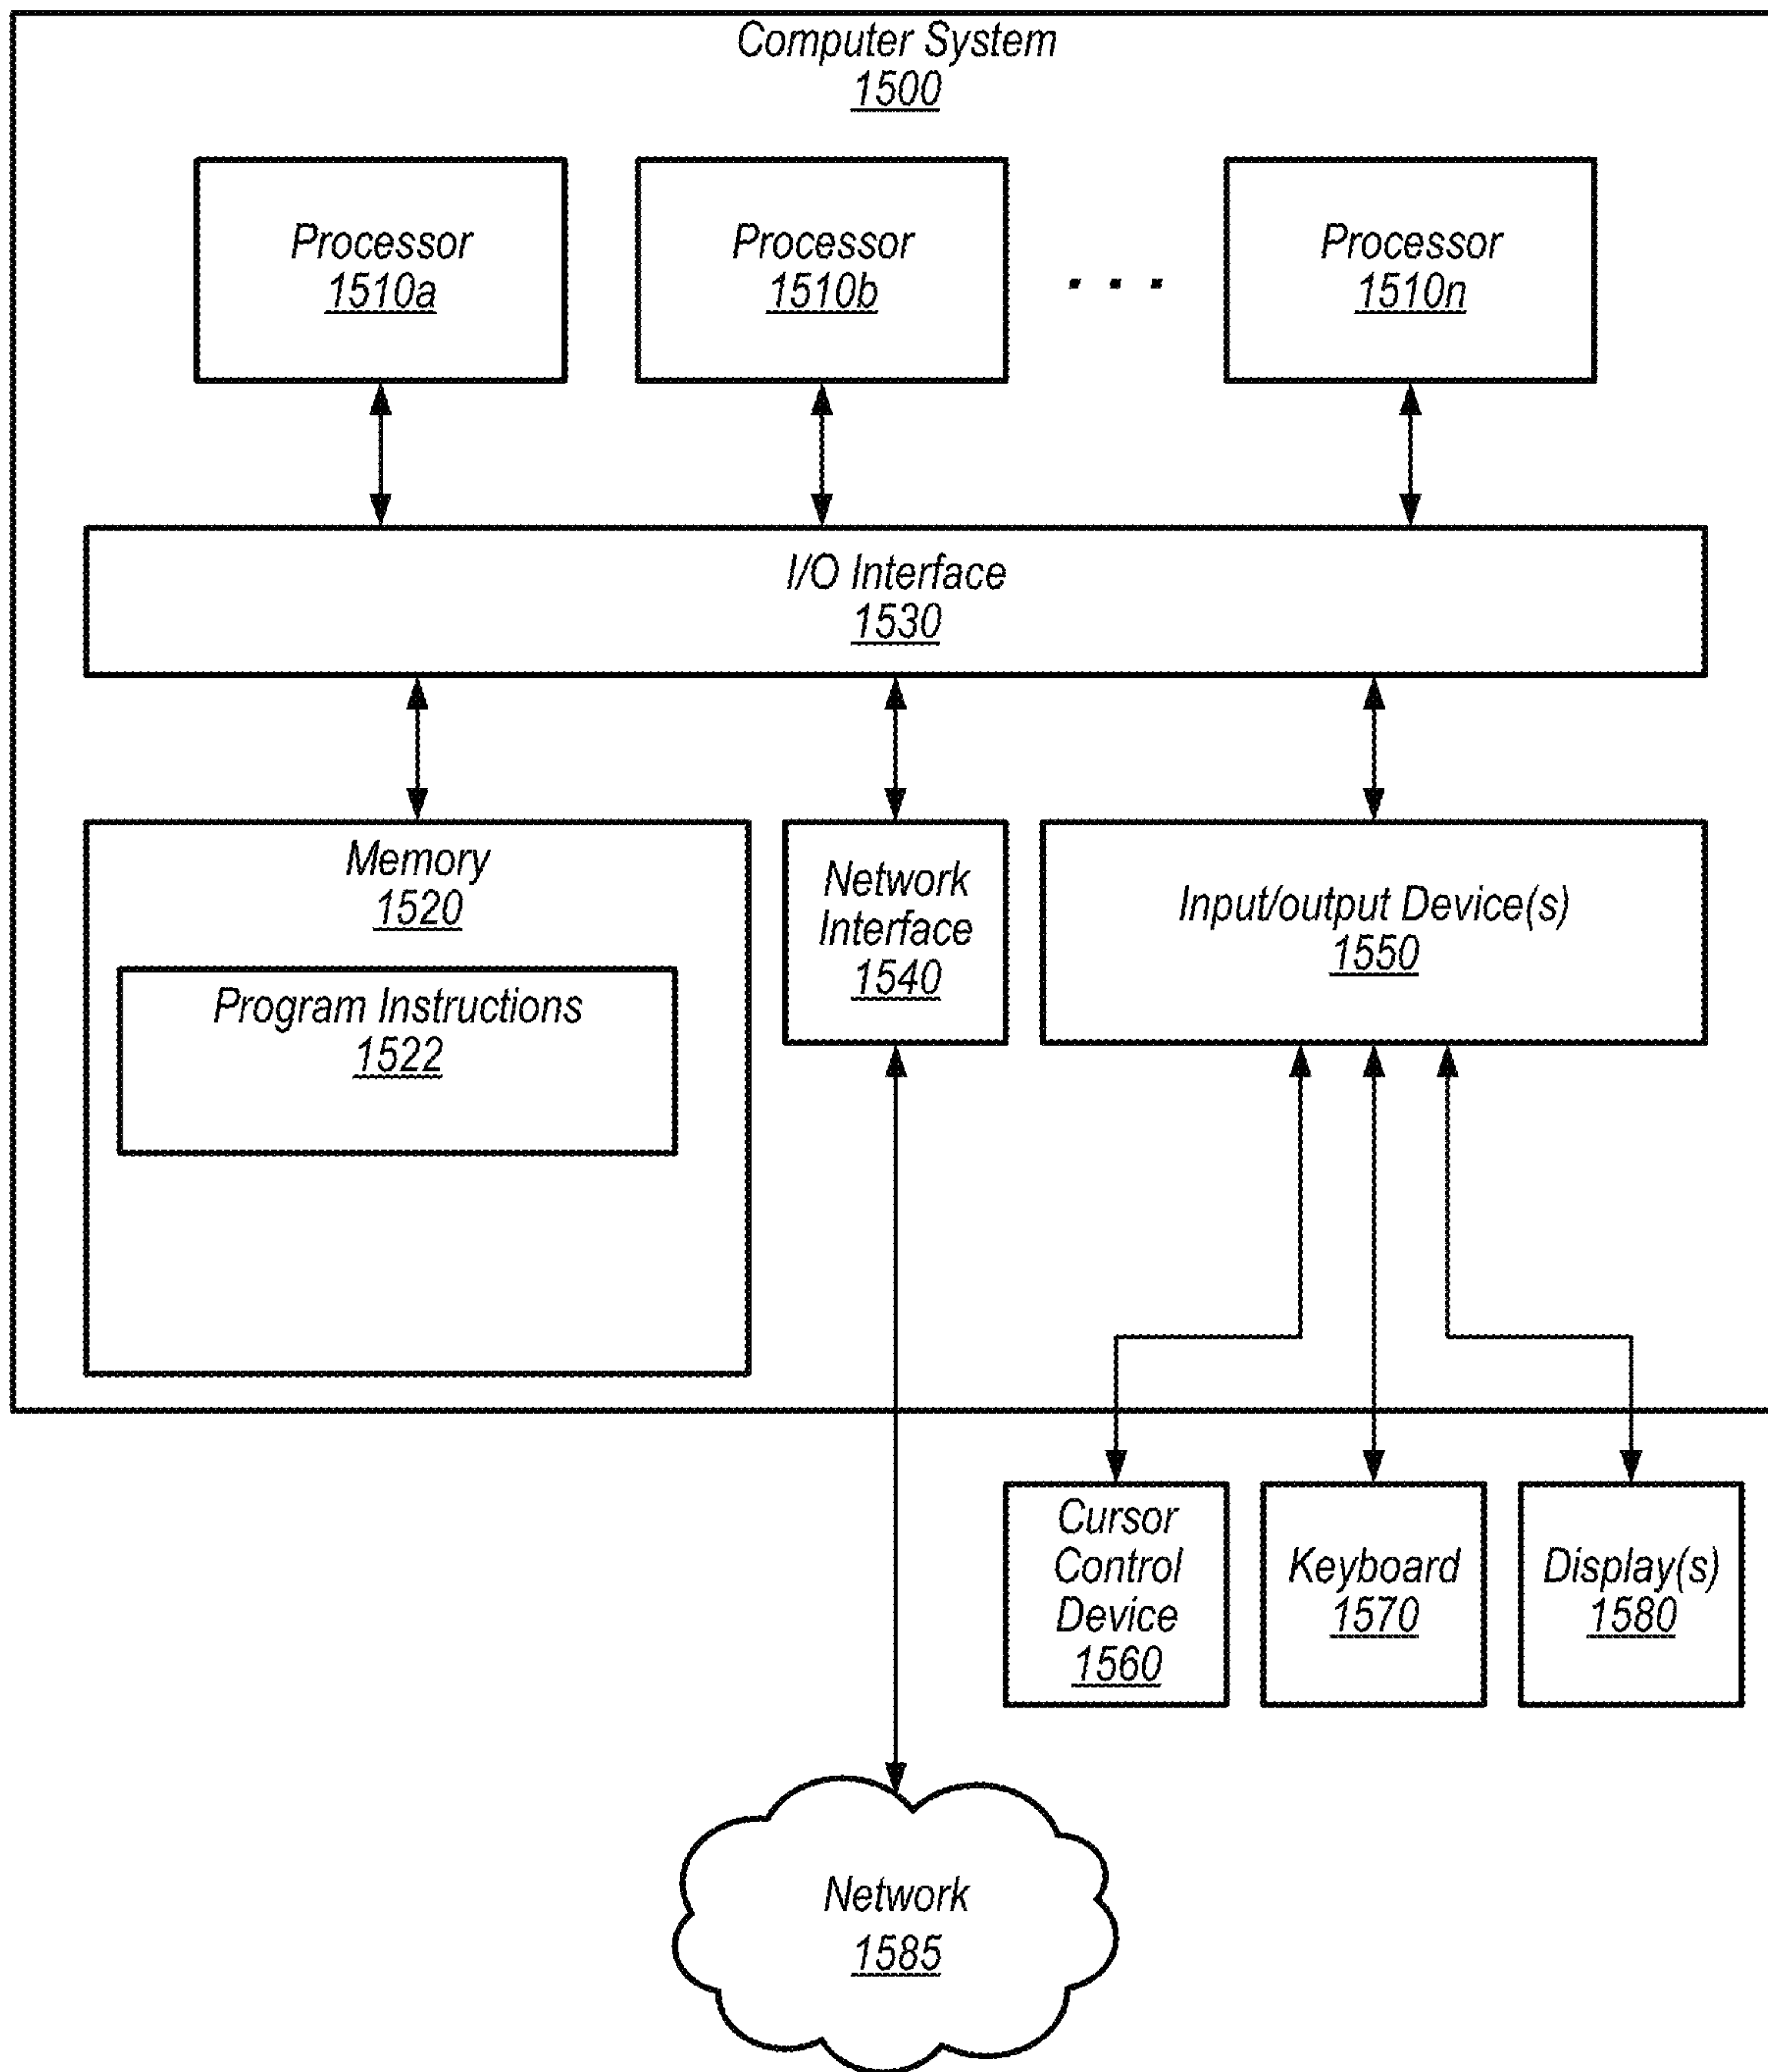 Computer System
1500
Processor
1510a
Processor
1510b
. . .
Processor
1510n
I/O Interface
1530
Memory
1520
Program Instructions
1522
Network
Interface
1540
Input/output Device(s)
1550
Cursor
Control
Device
1560
Keyboard
1570
Display(s)
1580
Network
1585